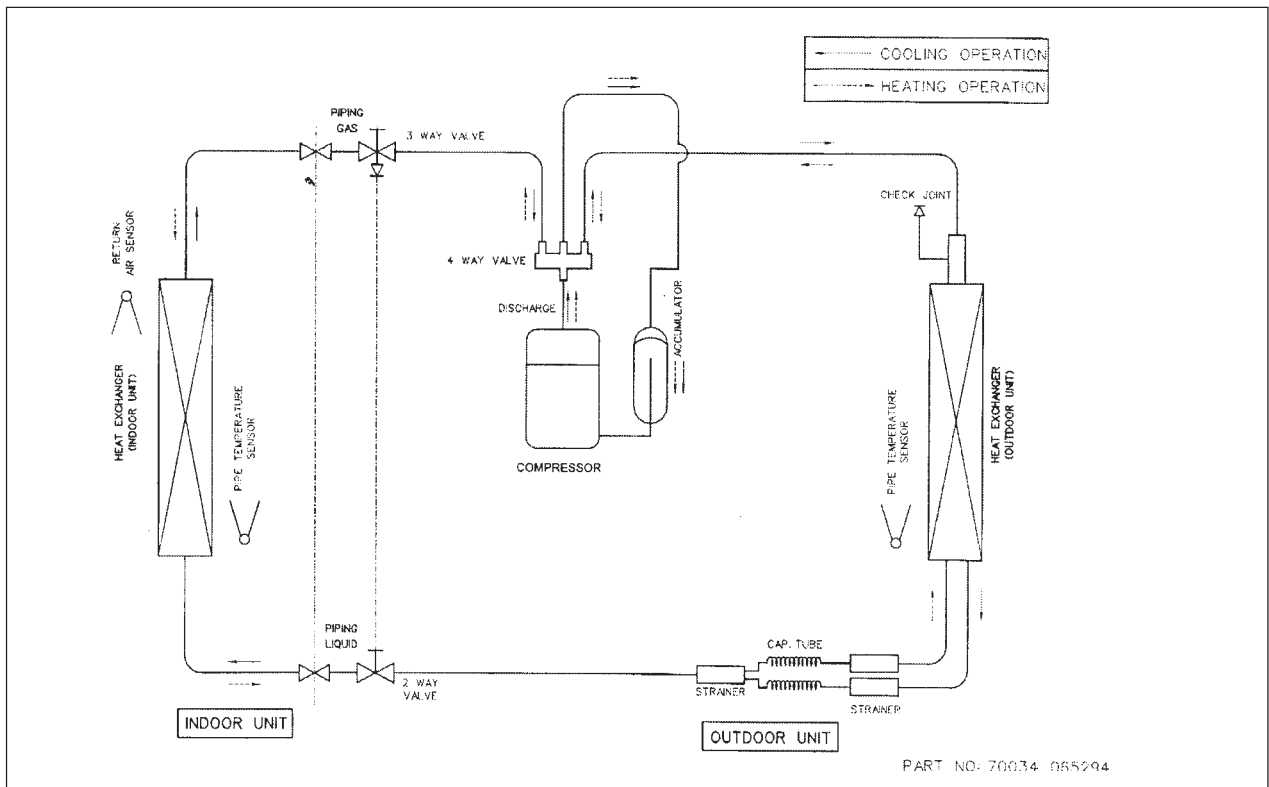 COOLING OPERATION
HEATING OPERATION
PIPING
GAS
3 WAY VALVE
CHECK JOINT
RETURN
AIR SENSOR
4 WAY VALVE
DISCHARGE
ACCUMULATOR
HEAT EXCHANGER
(INDOOR UNIT)
PIPE TEMPERATURE
SENSOR
COMPRESSOR
PIPE TEMPERATURE
SENSOR
HEAT EXCHANGER
(OUTDOOR UNIT)
PIPING
LIQUID
2 WAY
VALVE
CAP. TUBE
STRAINER
STRAINER
INDOOR UNIT
OUTDOOR UNIT
PART NO: 70034 065294